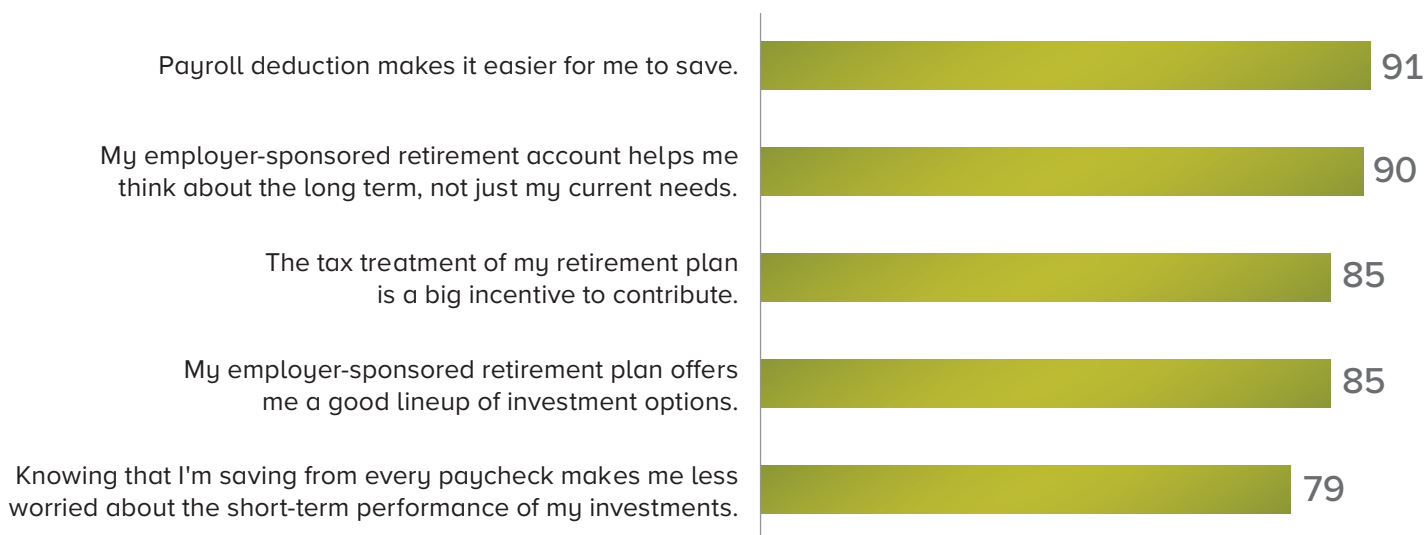 Payroll deduction makes it easier for me to save.
91
My employer-sponsored retirement account helps me
think about the long term, not just my current needs.
90
The tax treatment of my retirement plan
is a big incentive to contribute.
85
My employer-sponsored retirement plan offers
me a good lineup of investment options.
85
Knowing that I'm saving from every paycheck makes me less
worried about the short-term performance of my investments.
79